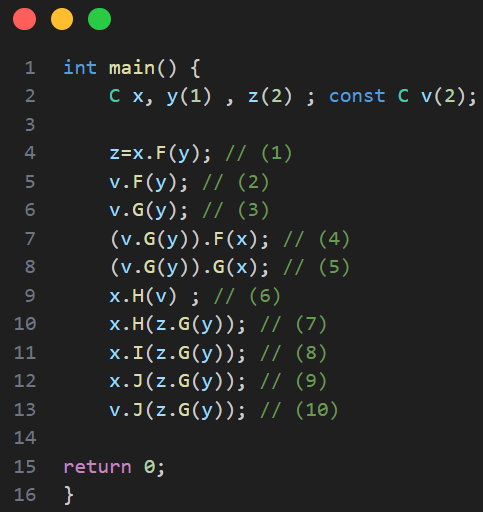 1 int main() {
2 C x, y(1) , z(2) ; const C v(2);
3
4 z=x.F(y); // (1)
5 v.F(y); // (2)
6 v.G(y); // (3)
7 (v.G(y)).F(x); // (4)
8 (v.G(y)).G(x); // (5)
9 x.H(v) ; // (6)
10 x.H(z.G(y)); // (7)
11 x.I(z.G(y)); // (8)
12 x.J(z.G(y)); // (9)
13 v.J(z.G(y)); // (10)
14
15 return 0;
16 }